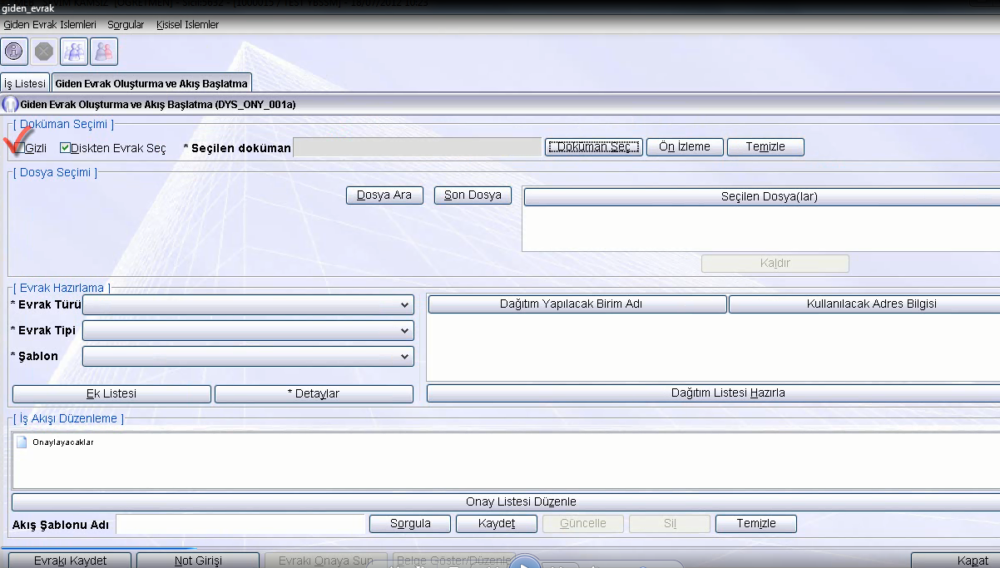 giden_evrak
Giden Evrak Islemleri Sorgular Kisisel Islemler
İş Listesi Giden Evrak Oluşturma ve Akış Başlatma
Giden Evrak Oluşturma ve Akış Başlatma (DYS_ONY_001a)
[ Doküman Seçimi ]
Gizli Diskten Evrak Seç * Seçilen doküman Doküman Seç Ön İzleme Temizle
[ Dosya Seçimi ]
Dosya Ara Son Dosya Seçilen Dosya(lar)
Kaldır
[ Evrak Hazırlama ]
* Evrak Türü Dağıtım Yapılacak Birim Adı Kullanılacak Adres Bilgisi
* Evrak Tipi
* Şablon
Ek Listesi * Detaylar Dağıtım Listesi Hazırla
[ İş Akışı Düzenleme ]
Onaylayacaklar
Onay Listesi Düzenle
Akış Şablonu Adı Sorgula Kaydet Güncelle Sil Temizle
Evrakı Kaydet Not Girişi Evrakı Onaya Sun Belge Göster/Düzenle Kapat